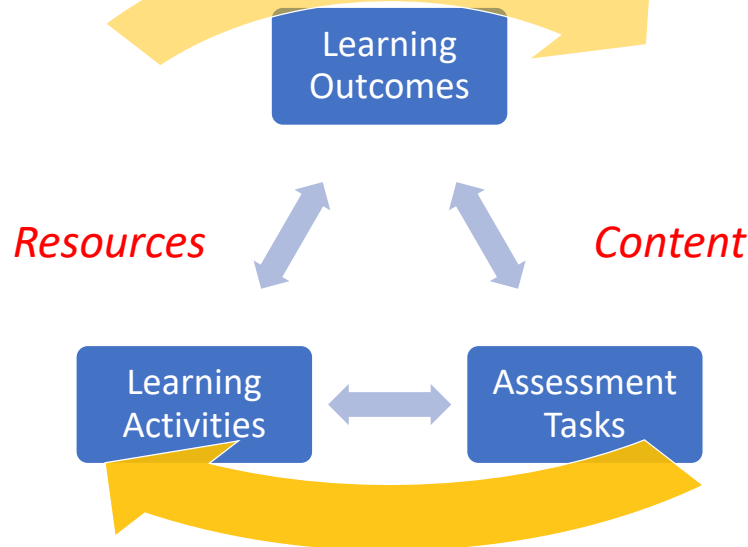 Learning
Outcomes
Resources
Content
Learning
Activities
Assessment
Tasks